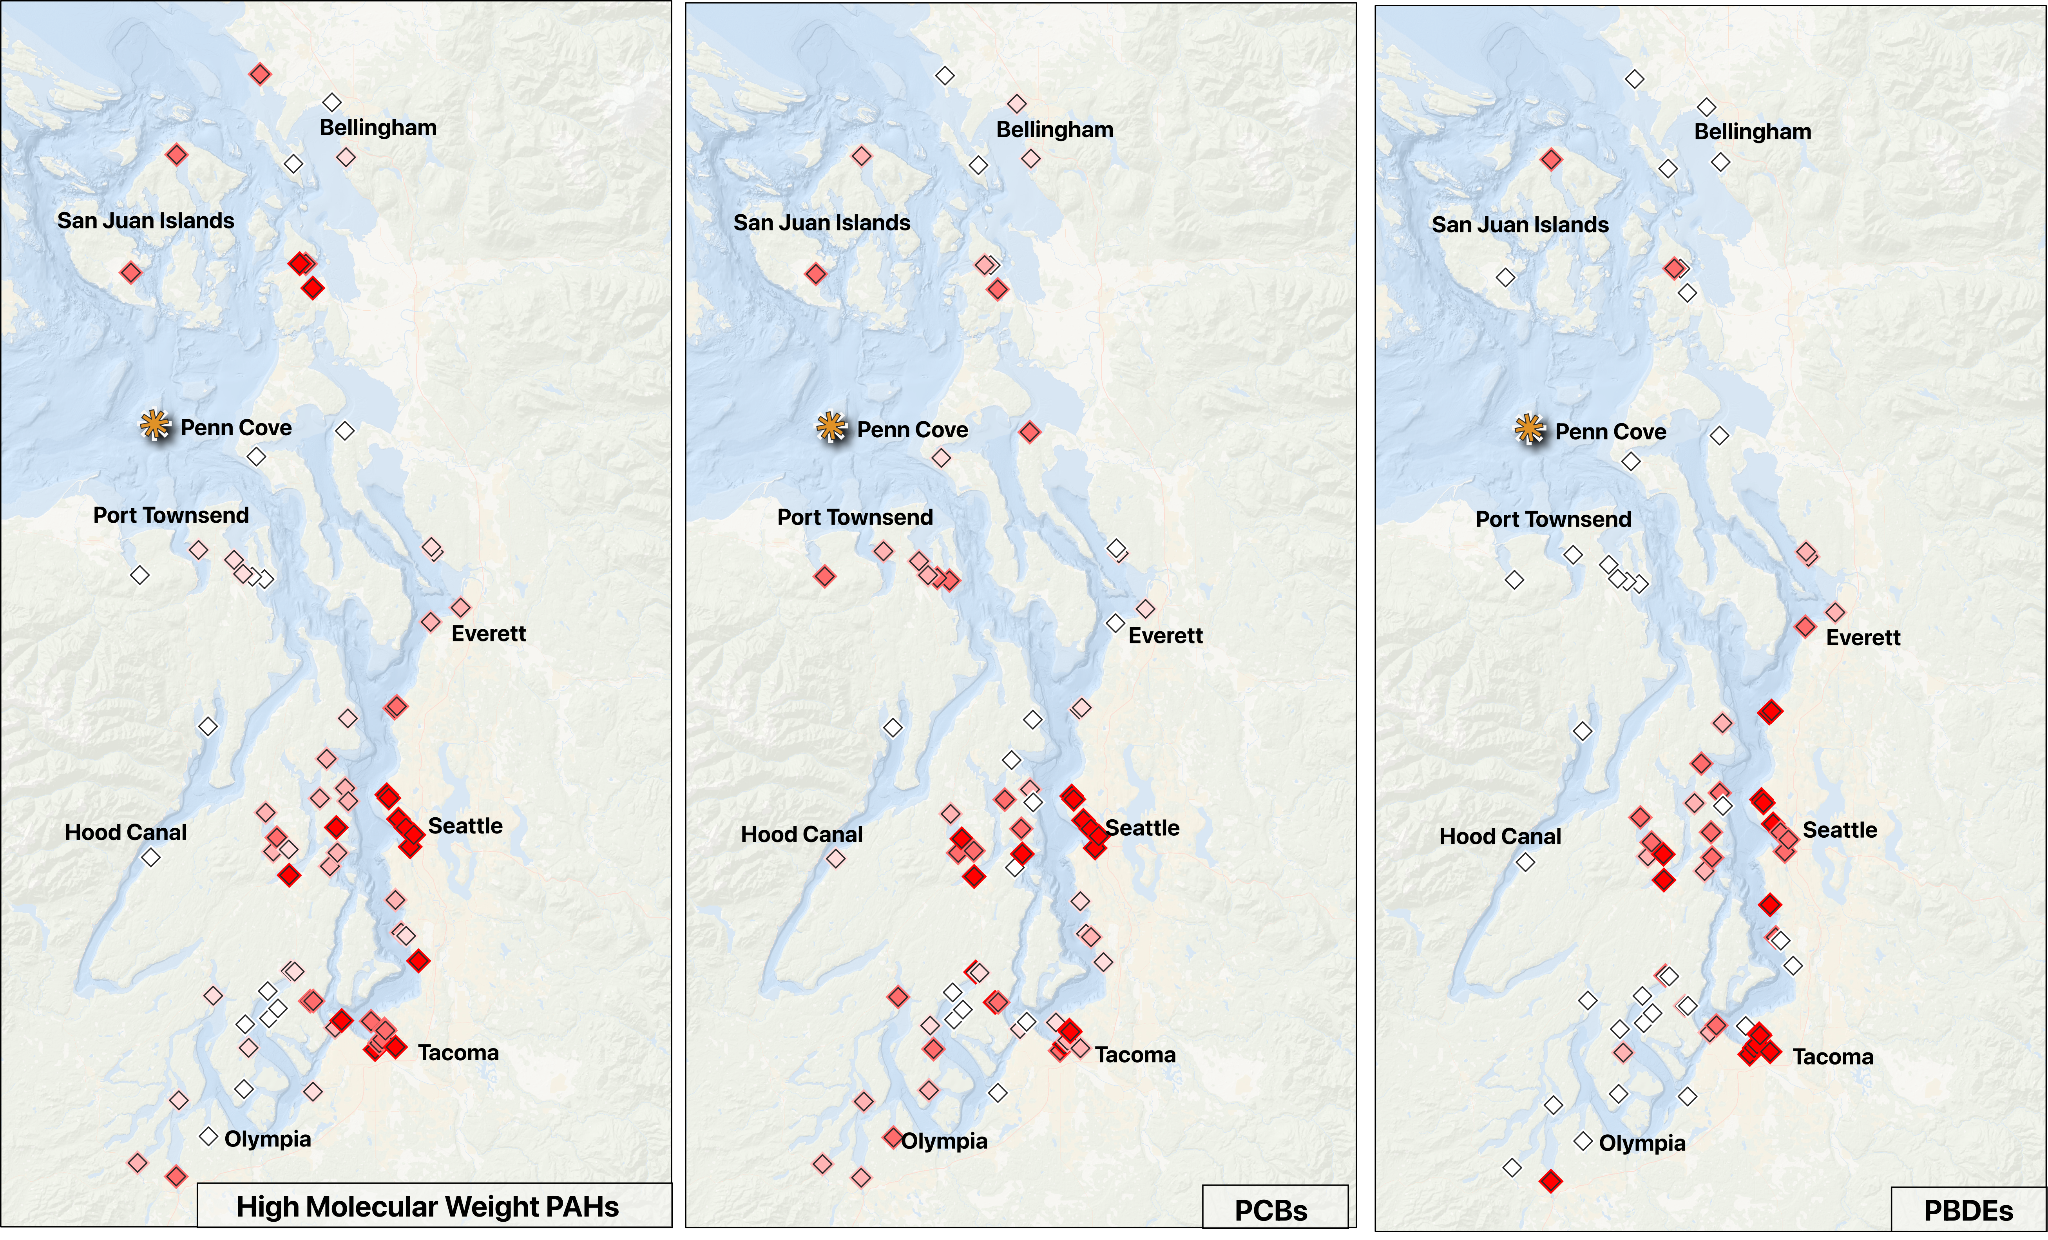 Bellingham
San Juan Islands
Penn Cove
Port Townsend
Everett
Seattle
Hood Canal
Tacoma
Olympia
High Molecular Weight PAHs
Bellingham
San Juan Islands
Penn Cove
Port Townsend
Everett
Seattle
Hood Canal
Tacoma
Olympia
PCBs
Bellingham
San Juan Islands
Penn Cove
Port Townsend
Everett
Seattle
Hood Canal
Tacoma
Olympia
PBDEs